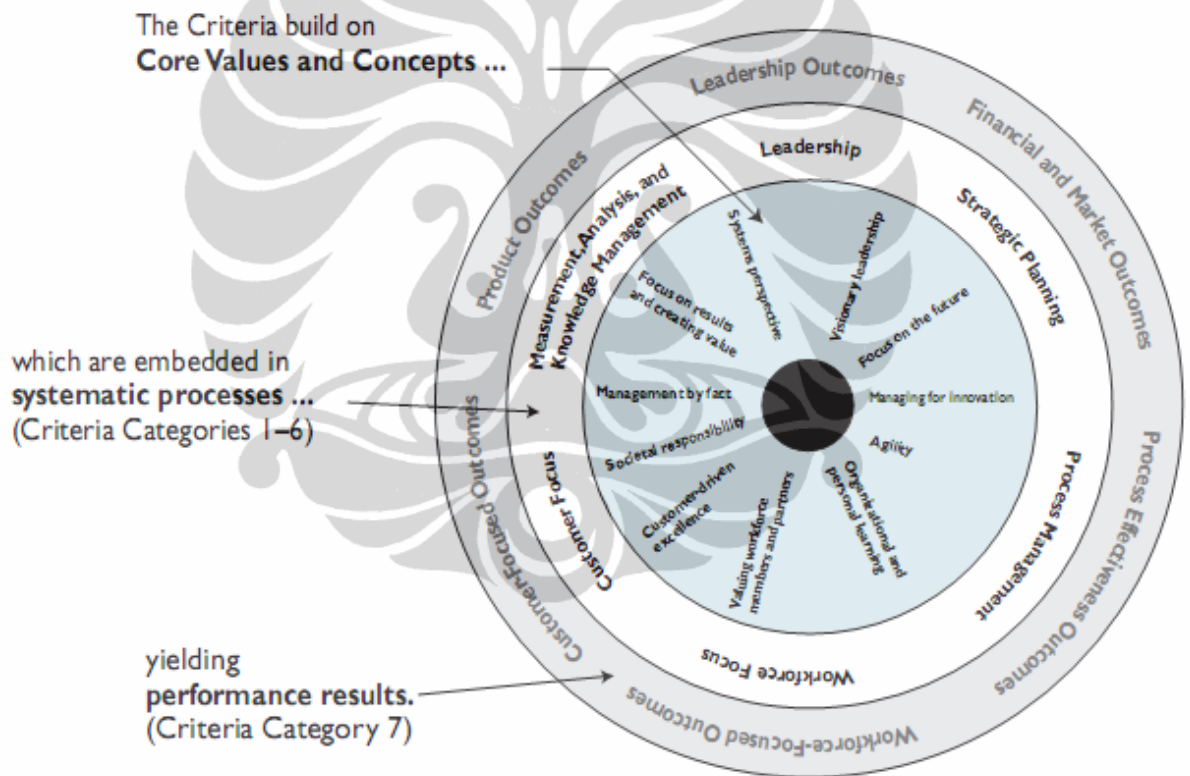 The Criteria build on
Core Values and Concepts ...
which are embedded in
systematic processes ...
(Criteria Categories 1–6)
yielding
performance results.
(Criteria Category 7)
Leadership Outcomes
Financial and Market Outcomes
Process Effectiveness Outcomes
Workforce-Focused Outcomes
Customer-Focused Outcomes
Product Outcomes
Leadership
Strategic Planning
Process Management
Workforce Focus
Customer Focus
Measurement, Analysis, and
Knowledge Management
Systems perspective
Visionary leadership
Focus on the future
Managing for innovation
Agility
Organizational and
personal learning
Valuing workforce
members and partners
Customer-driven
excellence
Societal responsibility
Management by fact
Focus on results
and creating value